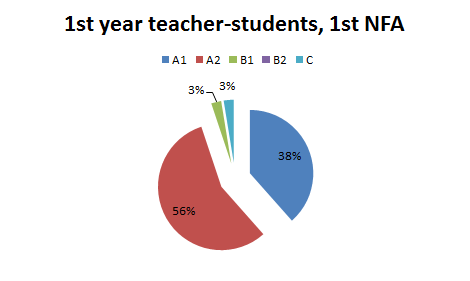 1st year teacher-students, 1st NFA
A1 A2 B1 B2 C
3% 3%
38%
56%